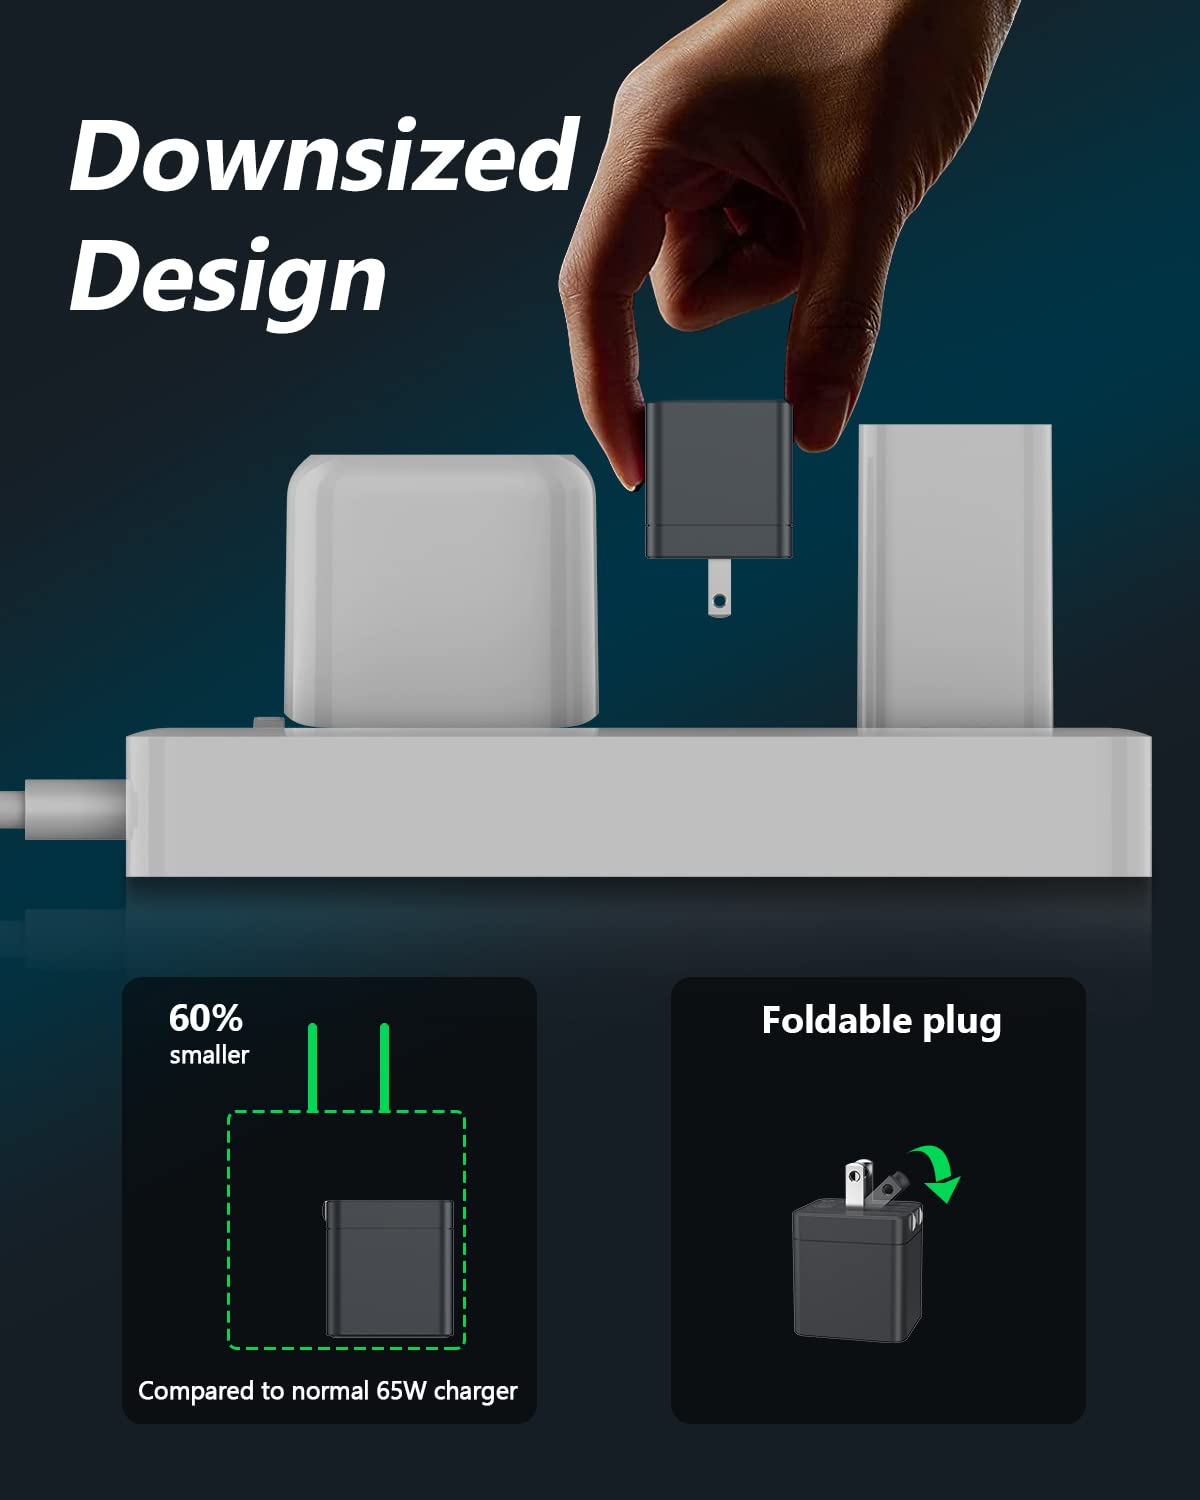 Downsized
Design
60%
smaller
Compared to normal 65W charger
Foldable plug